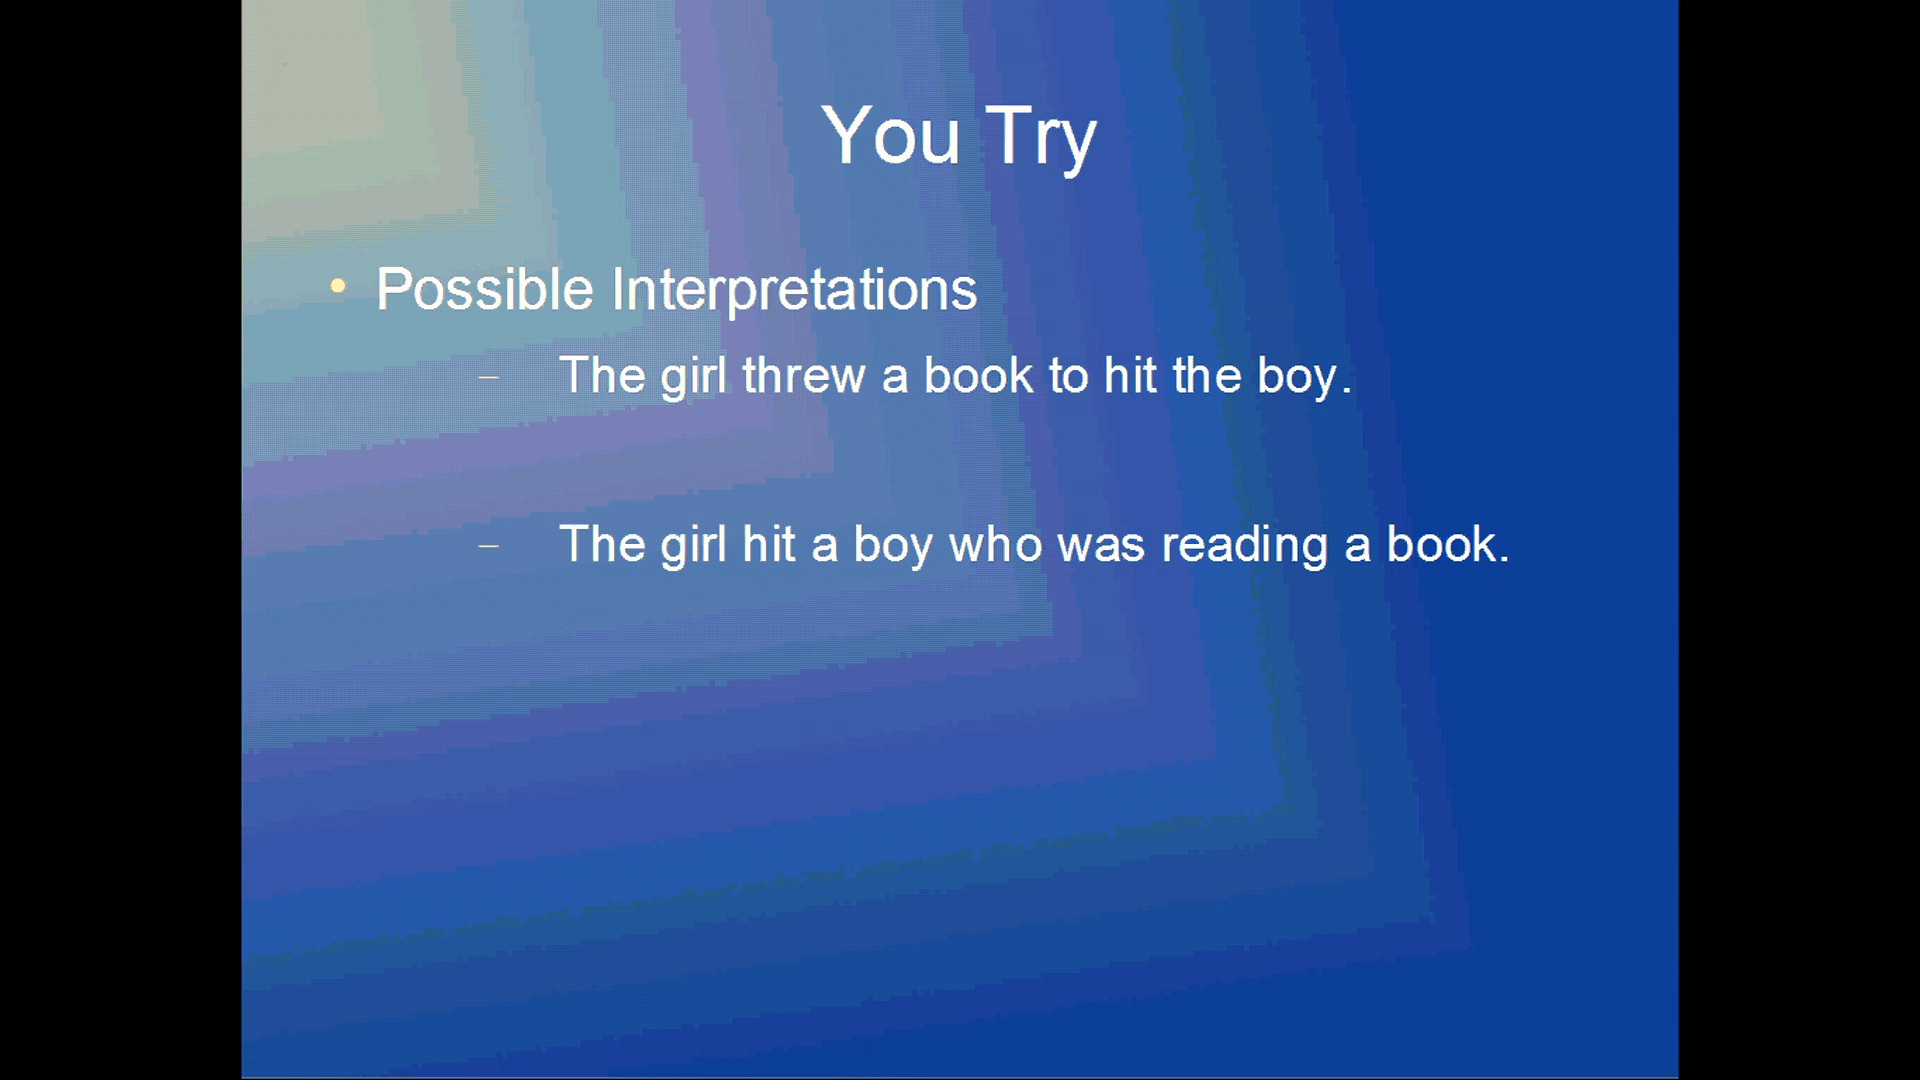 You Try
• Possible Interpretations
– The girl threw a book to hit the boy.
– The girl hit a boy who was reading a book.